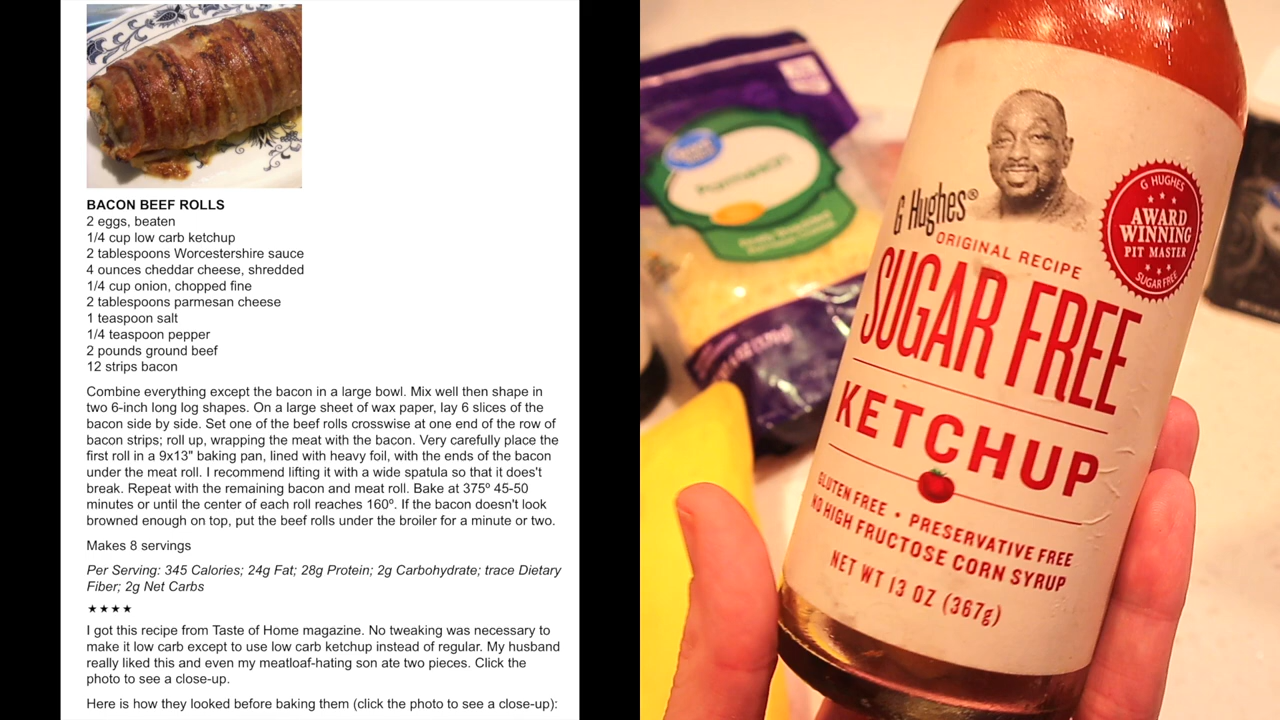 BACON BEEF ROLLS
2 eggs, beaten
1/4 cup low carb ketchup
2 tablespoons Worcestershire sauce
4 ounces cheddar cheese, shredded
1/4 cup onion, chopped fine
2 tablespoons parmesan cheese
1 teaspoon salt
1/4 teaspoon pepper
2 pounds ground beef
12 strips bacon
Combine everything except the bacon in a large bowl. Mix well then shape in
two 6-inch long log shapes. On a large sheet of wax paper, lay 6 slices of the
bacon side by side. Set one of the beef rolls crosswise at one end of the row of
bacon strips; roll up, wrapping the meat with the bacon. Very carefully place the
first roll in a 9x13" baking pan, lined with heavy foil, with the ends of the bacon
under the meat roll. I recommend lifting it with a wide spatula so that it does't
break. Repeat with the remaining bacon and meat roll. Bake at 375º 45-50
minutes or until the center of each roll reaches 160º. If the bacon doesn't look
browned enough on top, put the beef rolls under the broiler for a minute or two.
Makes 8 servings
Per Serving: 345 Calories; 24g Fat; 28g Protein; 2g Carbohydrate; trace Dietary
Fiber; 2g Net Carbs
★★★★
I got this recipe from Taste of Home magazine. No tweaking was necessary to
make it low carb except to use low carb ketchup instead of regular. My husband
really liked this and even my meatloaf-hating son ate two pieces. Click the
photo to see a close-up.
Here is how they looked before baking them (click the photo to see a close-up):
Parmesan
G Hughes®
ORIGINAL RECIPE
SUGAR FREE
KETCHUP
GLUTEN FREE • PRESERVATIVE FREE
NO HIGH FRUCTOSE CORN SYRUP
NET WT 13 OZ (367g)
G HUGHES
AWARD
WINNING
PIT MASTER
SUGAR FREE